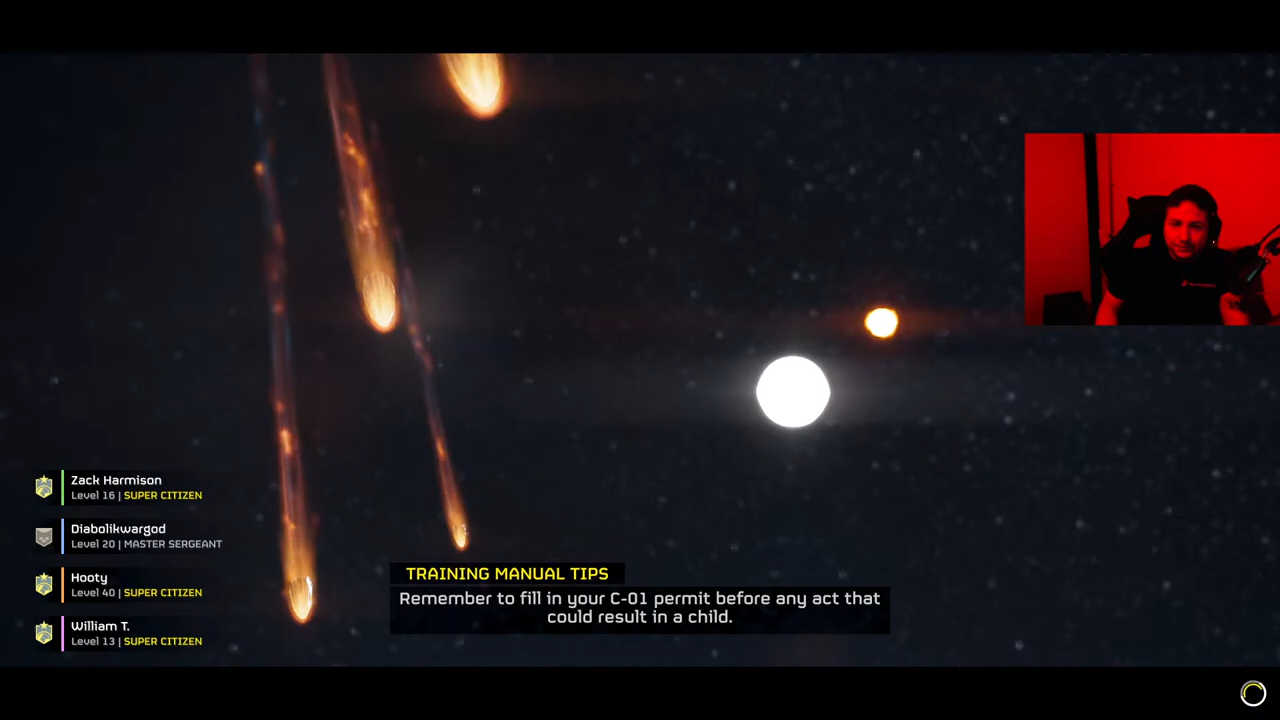 Zack Harmison
Level 16 | SUPER CITIZEN
Diabolikwargod
Level 20 | MASTER SERGEANT
Hooty
Level 40 | SUPER CITIZEN
William T.
Level 13 | SUPER CITIZEN
TRAINING MANUAL TIPS
Remember to fill in your C-01 permit before any act that
could result in a child.